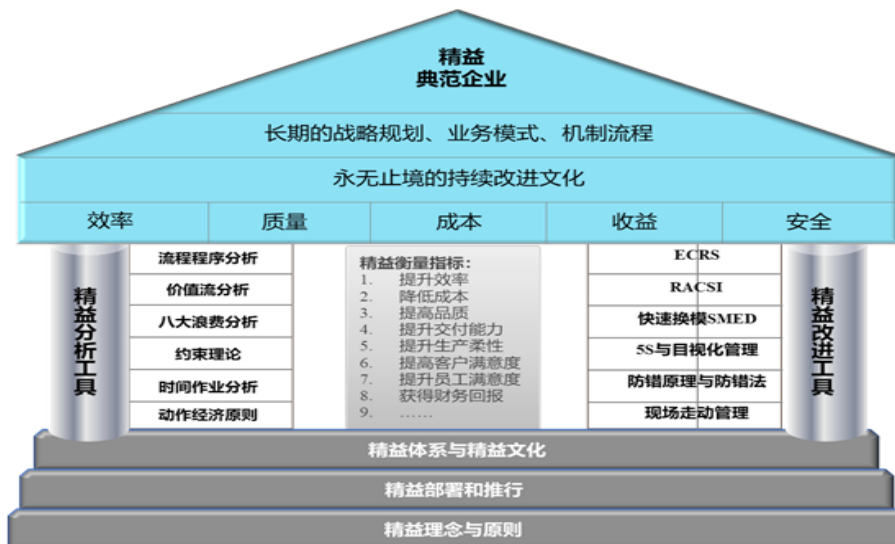 精益
典范企业
长期的战略规划、业务模式、机制流程
永无止境的持续改进文化
效率
质量
成本
收益
安全
精益分析工具
流程程序分析
价值流分析
八大浪费分析
约束理论
时间作业分析
动作经济原则
精益衡量指标：
1. 提升效率
2. 降低成本
3. 提高品质
4. 提升交付能力
5. 提升生产柔性
6. 提高客户满意度
7. 提升员工满意度
8. 获得财务回报
9. ……
ECRS
RACSI
快速换模SMED
5S与目视化管理
防错原理与防错法
现场走动管理
精益改进工具
精益体系与精益文化
精益部署和推行
精益理念与原则